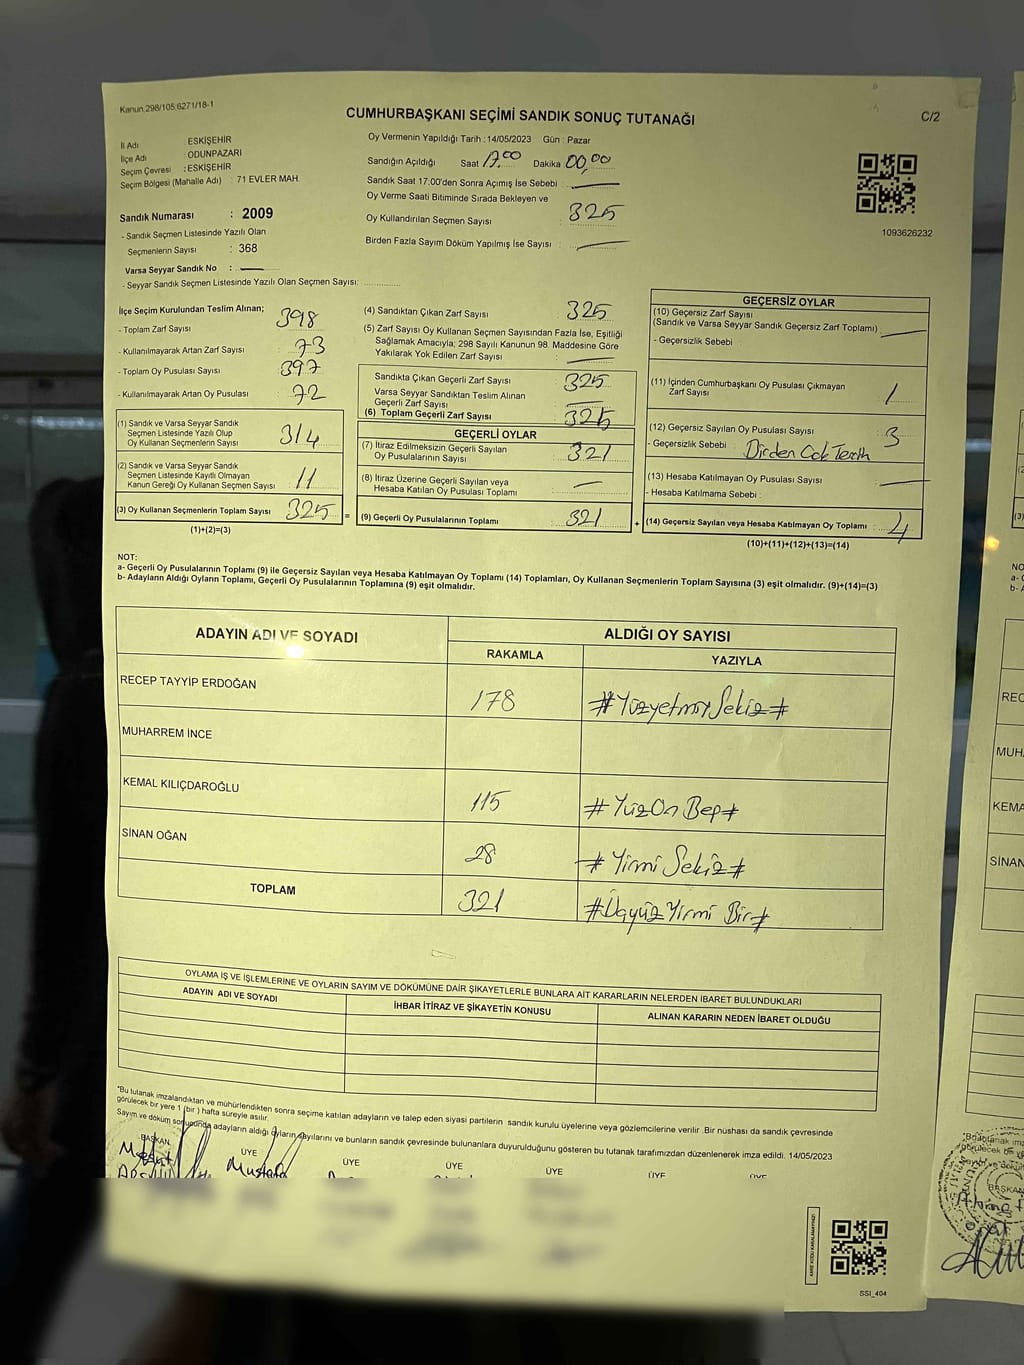 Kanun.298/105;6271/18-1
CUMHURBAŞKANI SEÇİMİ SANDIK SONUÇ TUTANAĞI
C/2
İl Adı : ESKİŞEHİR
İlçe Adı : ODUNPAZARI
Seçim Çevresi : ESKİŞEHİR
Seçim Bölgesi (Mahalle Adı) : 71 EVLER MAH.
Sandık Numarası : 2009
- Sandık Seçmen Listesinde Yazılı Olan
Seçmenlerin Sayısı : 368
Varsa Seyyar Sandık No :
- Seyyar Sandık Seçmen Listesinde Yazılı Olan Seçmen Sayısı:
Oy Vermenin Yapıldığı Tarih : 14/05/2023 Gün : Pazar
Sandığın Açıldığı Saat 17.00 Dakika 00,00
Sandık Saat 17:00'den Sonra Açımış İse Sebebi :
Oy Verme Saati Bitiminde Sırada Bekleyen ve
Oy Kullandırılan Seçmen Sayısı : 325
Birden Fazla Sayım Döküm Yapılmış İse Sayısı :
1093626232
İlçe Seçim Kurulundan Teslim Alınan;
- Toplam Zarf Sayısı : 398
- Kullanılmayarak Artan Zarf Sayısı : 73
- Toplam Oy Pusulası Sayısı : 397
- Kullanılmayarak Artan Oy Pusulası : 72
(1) Sandık ve Varsa Seyyar Sandık
Seçmen Listesinde Yazılı Olup
Oy Kullanan Seçmenlerin Sayısı : 314
(2) Sandık ve Varsa Seyyar Sandık
Seçmen Listesinde Kayıtlı Olmayan
Kanun Gereği Oy Kullanan Seçmen Sayısı : 11
(3) Oy Kullanan Seçmenlerin Toplam Sayısı : 325 =
(1)+(2)=(3)
(4) Sandıktan Çıkan Zarf Sayısı : 325
(5) Zarf Sayısı Oy Kullanan Seçmen Sayısından Fazla İse, Eşitliği
Sağlamak Amacıyla; 298 Sayılı Kanunun 98. Maddesine Göre
Yakılarak Yok Edilen Zarf Sayısı :
Sandıkta Çıkan Geçerli Zarf Sayısı : 325
Varsa Seyyar Sandıktan Teslim Alınan
Geçerli Zarf Sayısı
(6) Toplam Geçerli Zarf Sayısı : 325
GEÇERLİ OYLAR
(7) İtiraz Edilmeksizin Geçerli Sayılan
Oy Pusulalarının Sayısı : 321
(8) İtiraz Üzerine Geçerli Sayılan veya
Hesaba Katılan Oy Pusulası Toplamı :
(9) Geçerli Oy Pusulalarının Toplamı : 321 +
GEÇERSİZ OYLAR
(10) Geçersiz Zarf Sayısı
(Sandık ve Varsa Seyyar Sandık Geçersiz Zarf Toplamı) :
- Geçersizlik Sebebi :
(11) İçinden Cumhurbaşkanı Oy Pusulası Çıkmayan
Zarf Sayısı : 1
(12) Geçersiz Sayılan Oy Pusulası Sayısı : 3
- Geçersizlik Sebebi : Birden Çok Tercih
(13) Hesaba Katılmayan Oy Pusulası Sayısı :
- Hesaba Katılmama Sebebi :
(14) Geçersiz Sayılan veya Hesaba Katılmayan Oy Toplamı : 4
(10)+(11)+(12)+(13)=(14)
NOT:
a- Geçerli Oy Pusulalarının Toplamı (9) ile Geçersiz Sayılan veya Hesaba Katılmayan Oy Toplamı (14) Toplamları, Oy Kullanan Seçmenlerin Toplam Sayısına (3) eşit olmalıdır. (9)+(14)=(3)
b- Adayların Aldığı Oyların Toplamı, Geçerli Oy Pusulalarının Toplamına (9) eşit olmalıdır.
ADAYIN ADI VE SOYADI ALDIĞI OY SAYISI
RAKAMLA YAZIYLA
RECEP TAYYİP ERDOĞAN 178 #Yüzyetmişsekiz#
MUHARREM İNCE
KEMAL KILIÇDAROĞLU 115 #YüzOn Beş#
SİNAN OĞAN 28 #Yirmi Sekiz#
TOPLAM 321 #ÜçyüzYirmi Bir#
OYLAMA İŞ VE İŞLEMLERİNE VE OYLARIN SAYIM VE DÖKÜMÜNE DAİR ŞİKAYETLERLE BUNLARA AİT KARARLARIN NELERDEN İBARET BULUNDUKLARI
ADAYIN ADI VE SOYADI İHBAR İTİRAZ VE ŞİKAYETİN KONUSU ALINAN KARARIN NEDEN İBARET OLDUĞU
*Bu tutanak imzalandıktan ve mühürlendikten sonra seçime katılan adayların ve talep eden siyasi partilerin sandık kurulu üyelerine veya gözlemcilerine verilir .Bir nüshası da sandık çevresinde
görülecek bir yere 1 (bir ) hafta süreyle asılır.
Sayım ve döküm sonucunda adayların aldığı oyların sayılarını ve bunların sandık çevresinde bulunanlara duyurulduğunu gösteren bu tutanak tarafımızdan düzenlenerek imza edildi. 14/05/2023
BAŞKAN ÜYE ÜYE ÜYE ÜYE ÜYE ÜYE
Mustafa
SSI_404